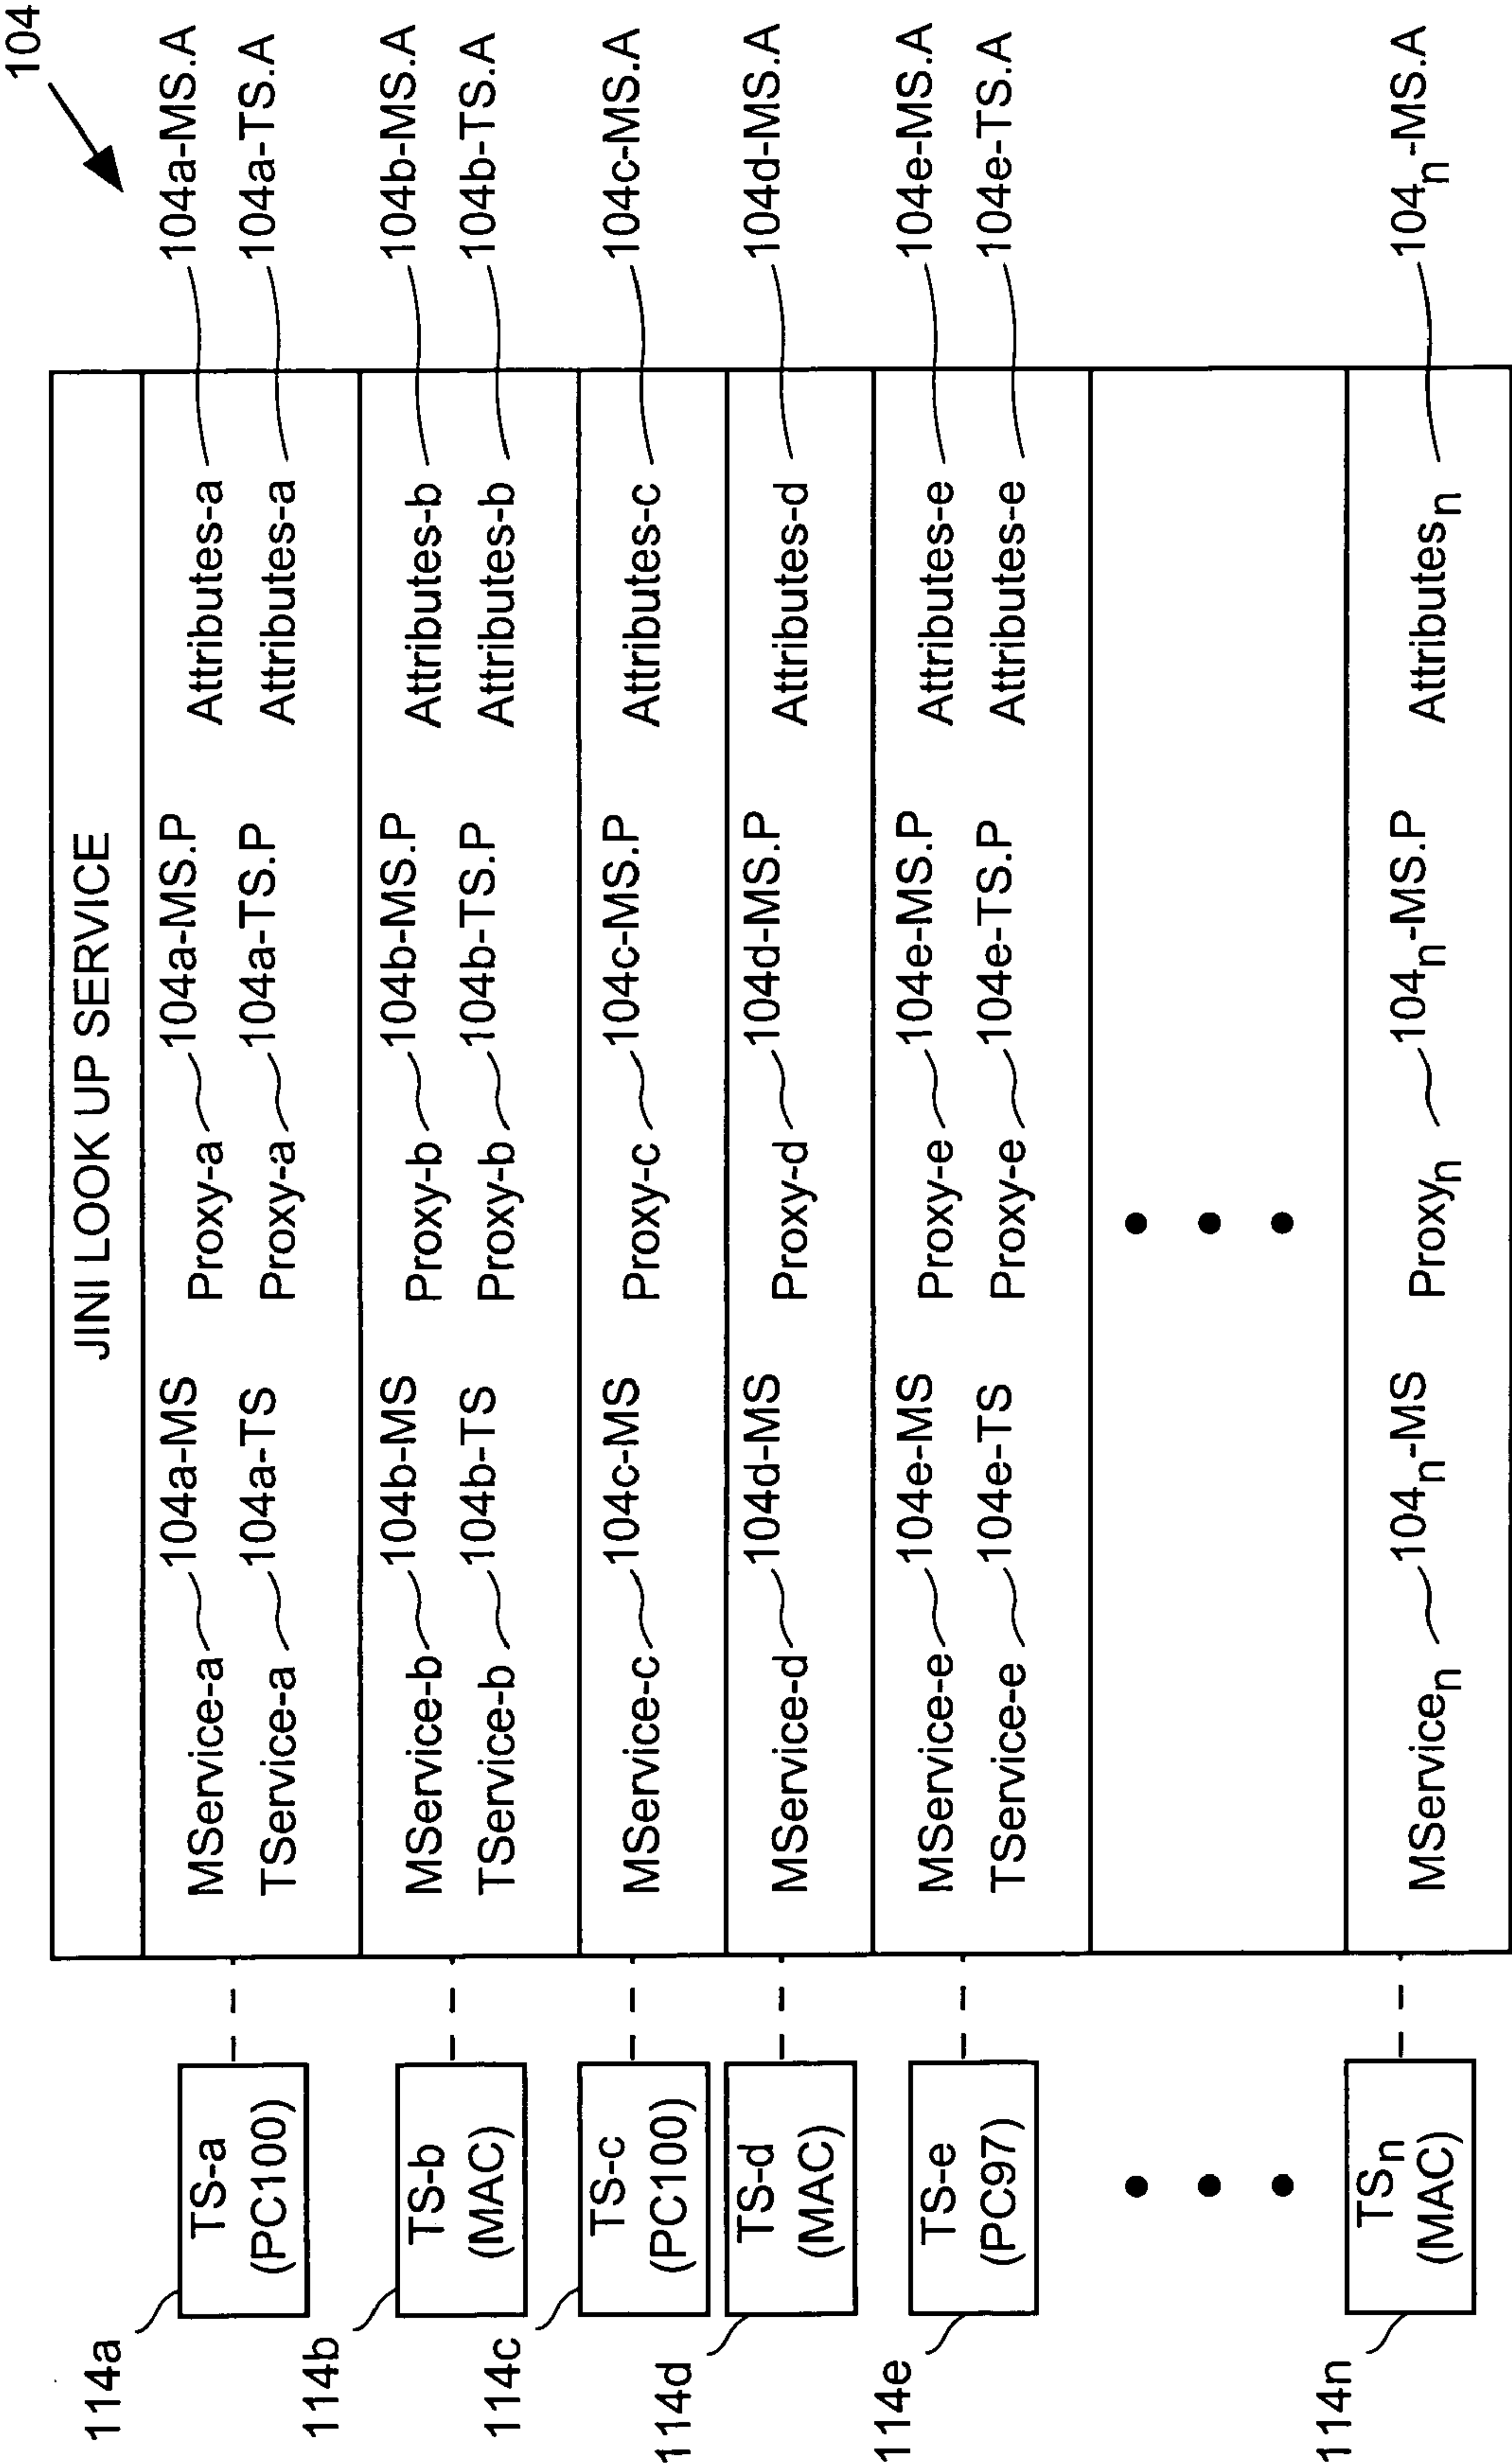 104
JINI LOOK UP SERVICE
114a TS-a (PC100) MService-a 104a-MS Proxy-a 104a-MS.P Attributes-a 104a-MS.A
TService-a 104a-TS Proxy-a 104a-TS.P Attributes-a 104a-TS.A
114b TS-b (MAC) MService-b 104b-MS Proxy-b 104b-MS.P Attributes-b 104b-MS.A
TService-b 104b-TS Proxy-b 104b-TS.P Attributes-b 104b-TS.A
114c TS-c (PC100) MService-c 104c-MS Proxy-c 104c-MS.P Attributes-c 104c-MS.A
114d TS-d (MAC) MService-d 104d-MS Proxy-d 104d-MS.P Attributes-d 104d-MS.A
114e TS-e (PC97) MService-e 104e-MS Proxy-e 104e-MS.P Attributes-e 104e-MS.A
TService-e 104e-TS Proxy-e 104e-TS.P Attributes-e 104e-TS.A
114n TSn (MAC) MServicen 104n-MS Proxyn 104n-MS.P Attributesn 104n-MS.A